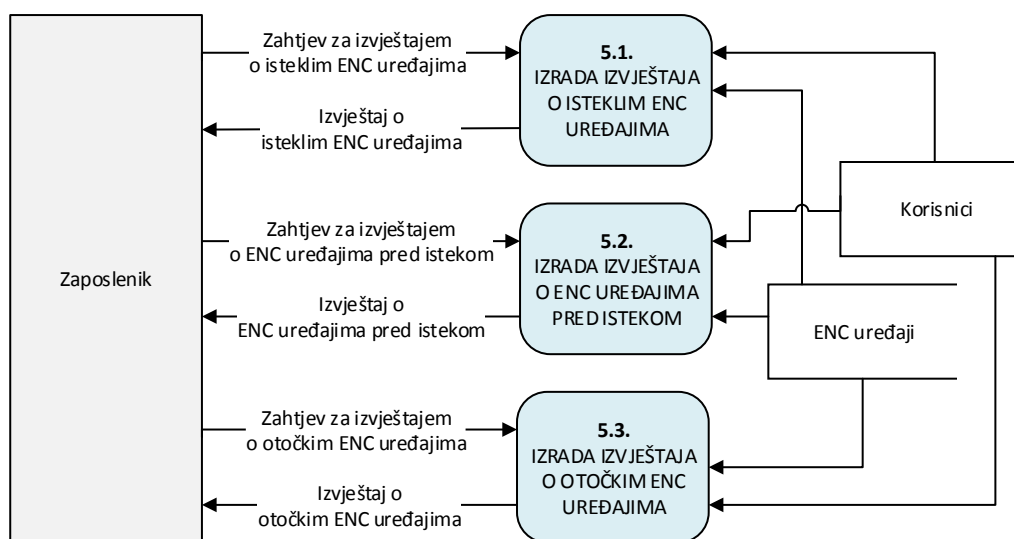 Zaposlenik
Zahtjev za izvještajem
o isteklim ENC uređajima
Izvještaj o
isteklim ENC uređajima
Zahtjev za izvještajem
o ENC uređajima pred istekom
Izvještaj o
ENC uređajima pred istekom
Zahtjev za izvještajem
o otočkim ENC uređajima
Izvještaj o
otočkim ENC uređajima
5.1.
IZRADA IZVJEŠTAJA
O ISTEKLIM ENC
UREĐAJIMA
5.2.
IZRADA IZVJEŠTAJA
O ENC UREĐAJIMA
PRED ISTEKOM
5.3.
IZRADA IZVJEŠTAJA
O OTOČKIM ENC
UREĐAJIMA
Korisnici
ENC uređaji